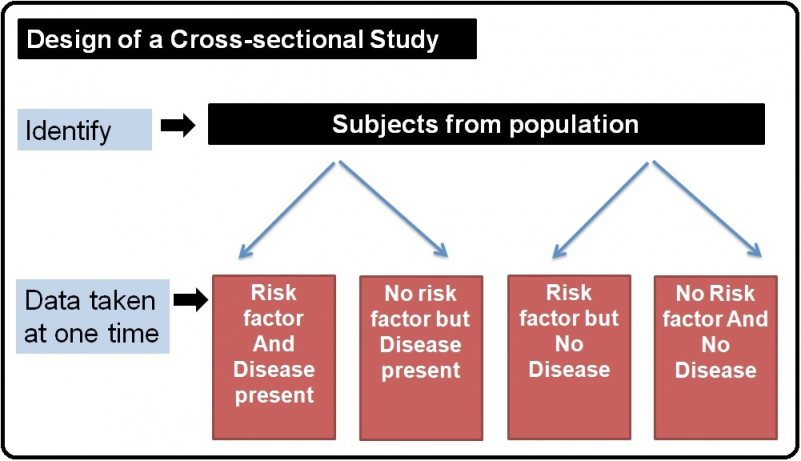 Design of a Cross-sectional Study
Identify
Subjects from population
Data taken
at one time
Risk
factor
And
Disease
present
No risk
factor but
Disease
present
Risk
factor but
No
Disease
No Risk
factor And
No
Disease